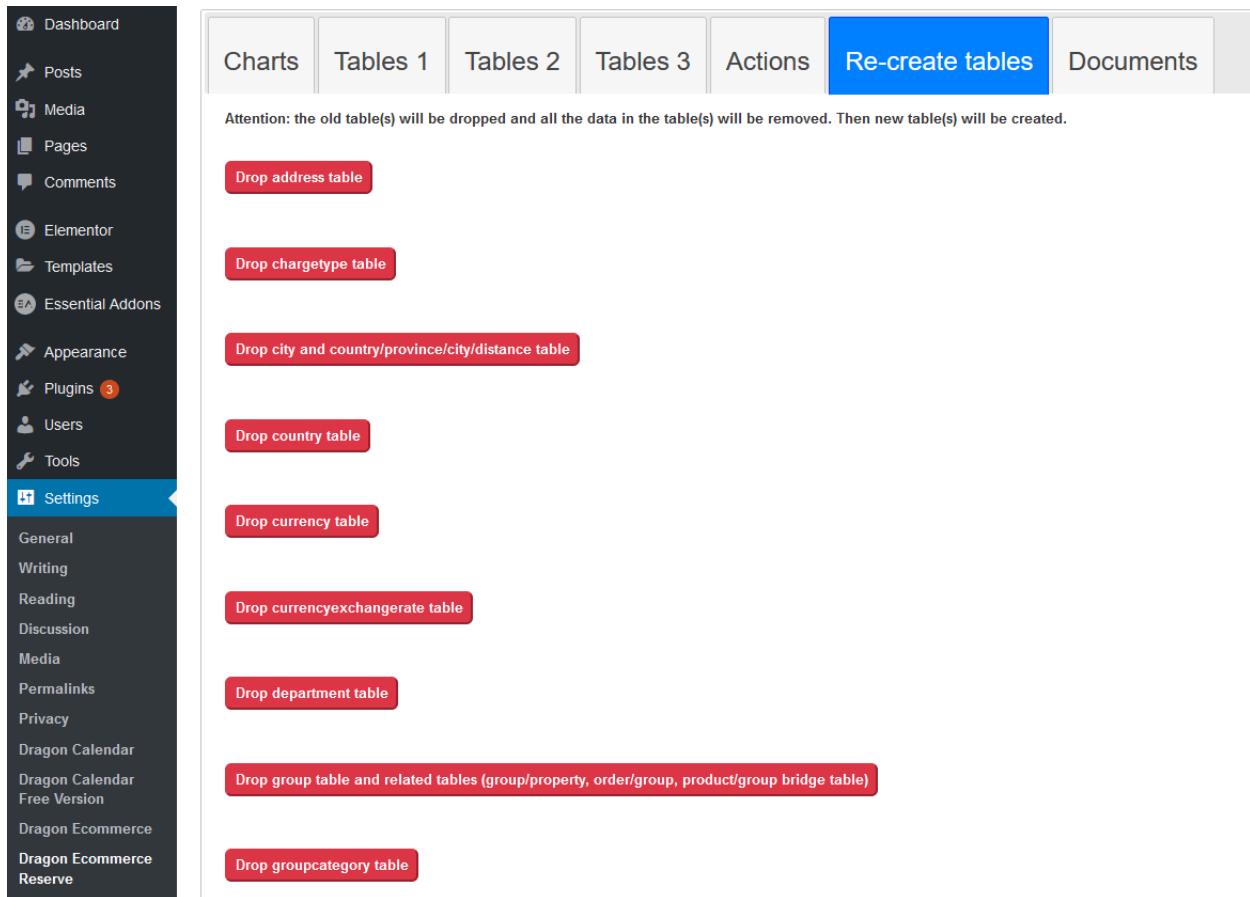 Dashboard
Posts
Media
Pages
Comments
Elementor
Templates
Essential Addons
Appearance
Plugins 3
Users
Tools
Settings
General
Writing
Reading
Discussion
Media
Permalinks
Privacy
Dragon Calendar
Dragon Calendar
Free Version
Dragon Ecommerce
Dragon Ecommerce
Reserve
Charts Tables 1 Tables 2 Tables 3 Actions Re-create tables Documents
Attention: the old table(s) will be dropped and all the data in the table(s) will be removed. Then new table(s) will be created.
Drop address table
Drop chargetype table
Drop city and country/province/city/distance table
Drop country table
Drop currency table
Drop currencyexchangerate table
Drop department table
Drop group table and related tables (group/property, order/group, product/group bridge table)
Drop groupcategory table